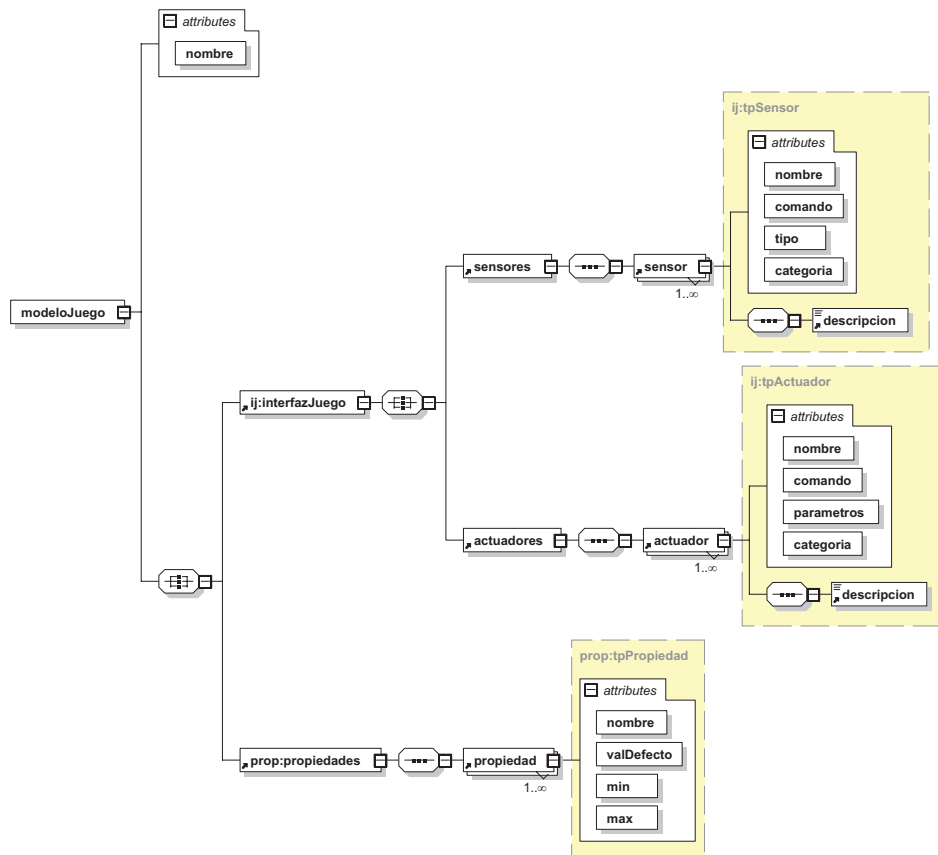 attributes
nombre
modeloJuego
ij:interfazJuego
sensores
sensor
1..∞
ij:tpSensor
attributes
nombre
comando
tipo
categoria
descripcion
actuadores
actuador
1..∞
ij:tpActuador
attributes
nombre
comando
parametros
categoria
descripcion
prop:propiedades
propiedad
1..∞
prop:tpPropiedad
attributes
nombre
valDefecto
min
max